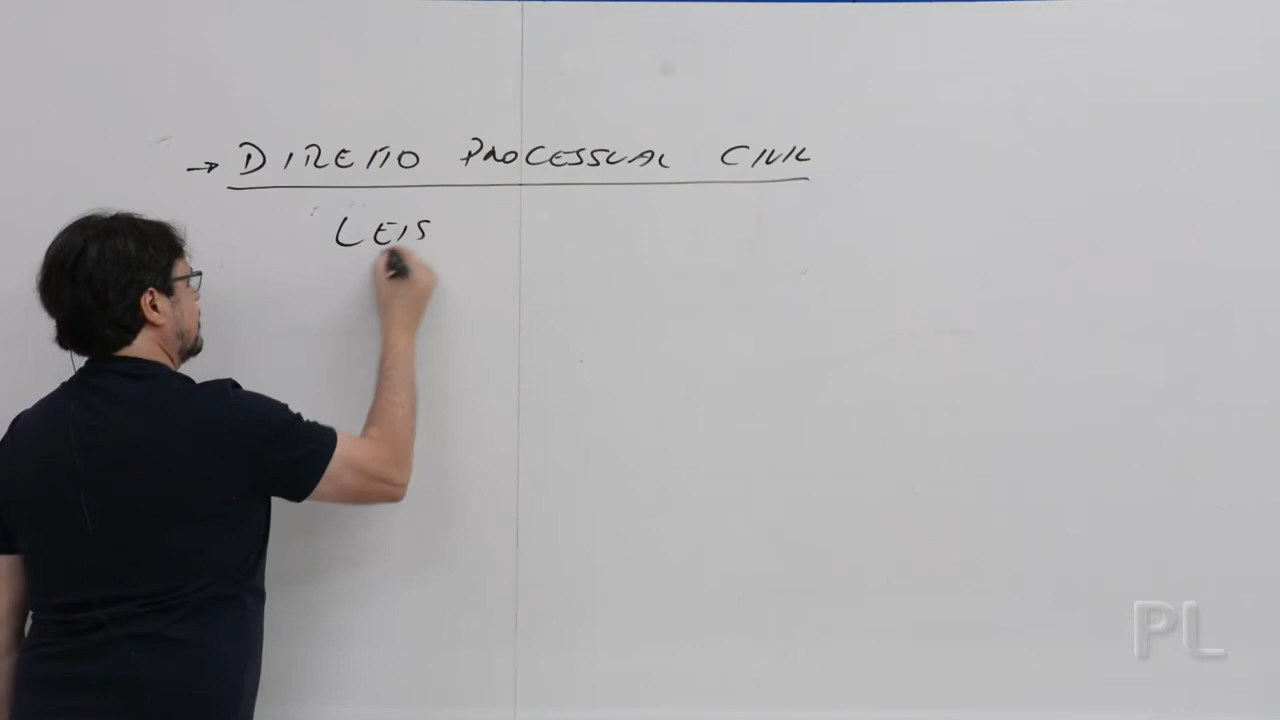 → DIREITO PROCESSUAL CIVIL
LEIS
PL